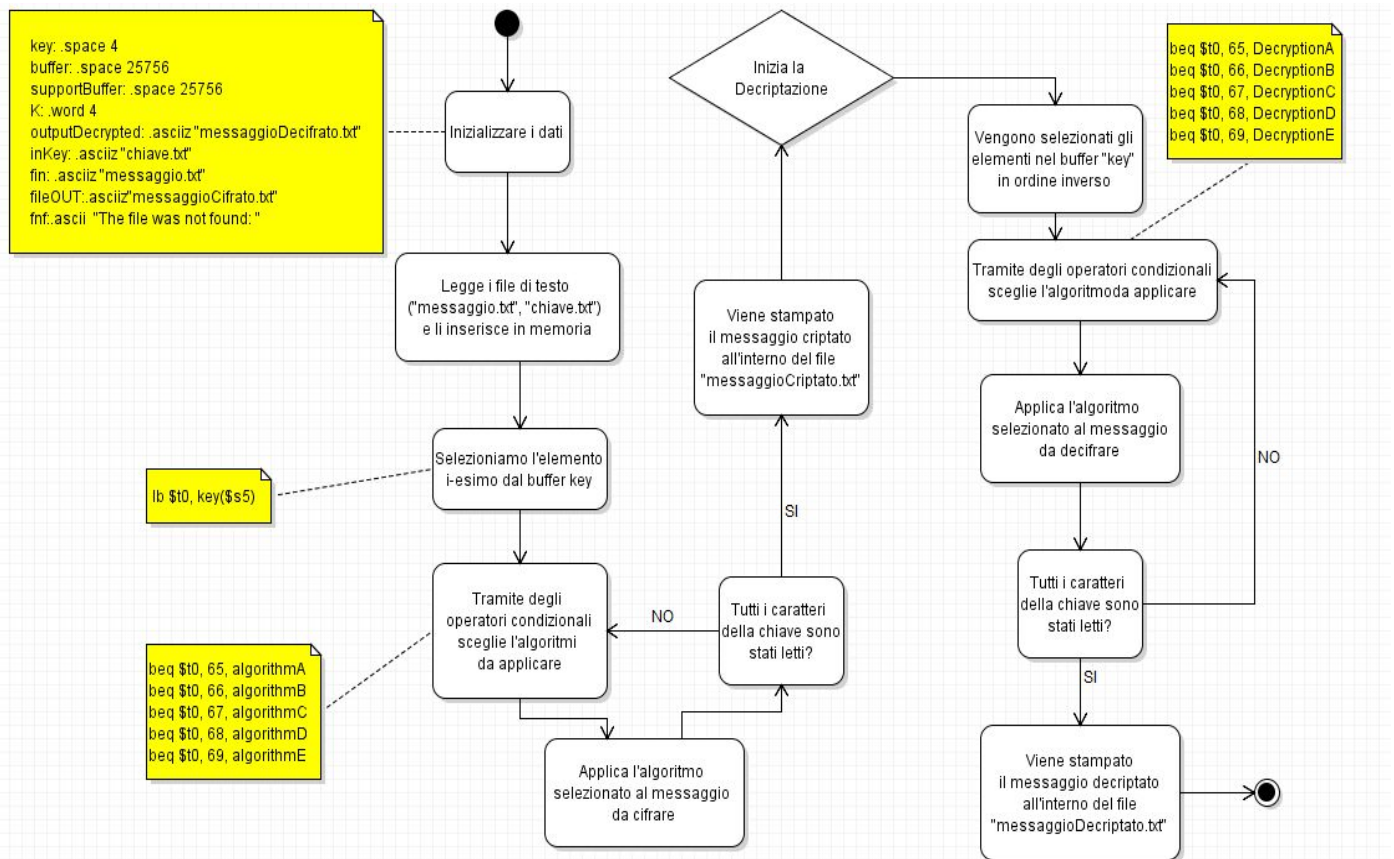 key: .space 4
buffer: .space 25756
supportBuffer: .space 25756
K: .word 4
outputDecrypted: .asciiz "messaggioDecifrato.txt"
inKey: .asciiz "chiave.txt"
fin: .asciiz "messaggio.txt"
fileOUT:.asciiz"messaggioCifrato.txt"
fnf:.ascii "The file was not found: "
Inizializzare i dati
Legge i file di testo
("messaggio.txt", "chiave.txt")
e li inserisce in memoria
Selezioniamo l'elemento
i-esimo dal buffer key
lb $t0, key($s5)
Tramite degli
operatori condizionali
sceglie l'algoritmi
da applicare
beq $t0, 65, algorithmA
beq $t0, 66, algorithmB
beq $t0, 67, algorithmC
beq $t0, 68, algorithmD
beq $t0, 69, algorithmE
Applica l'algoritmo
selezionato al messaggio
da cifrare
Tutti i caratteri
della chiave sono
stati letti?
NO
SI
Viene stampato
il messaggio criptato
all'interno del file
"messaggioCriptato.txt"
Inizia la
Decriptazione
Vengono selezionati gli
elementi nel buffer "key"
in ordine inverso
beq $t0, 65, DecryptionA
beq $t0, 66, DecryptionB
beq $t0, 67, DecryptionC
beq $t0, 68, DecryptionD
beq $t0, 69, DecryptionE
Tramite degli operatori condizionali
sceglie l'algoritmoda applicare
Applica l'algoritmo
selezionato al messaggio
da decifrare
Tutti i caratteri
della chiave sono
stati letti?
NO
SI
Viene stampato
il messaggio decriptato
all'interno del file
"messaggioDecriptato.txt"